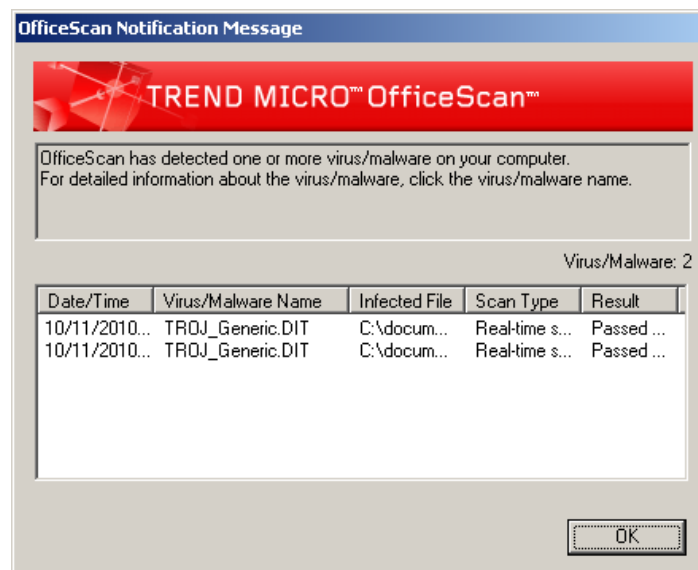 OfficeScan Notification Message
TREND MICRO™ OfficeScan™
OfficeScan has detected one or more virus/malware on your computer.
For detailed information about the virus/malware, click the virus/malware name.
Virus/Malware: 2
Date/Time Virus/Malware Name Infected File Scan Type Result
10/11/2010... TROJ_Generic.DIT C:\docum... Real-time s... Passed ...
10/11/2010... TROJ_Generic.DIT C:\docum... Real-time s... Passed ...
OK